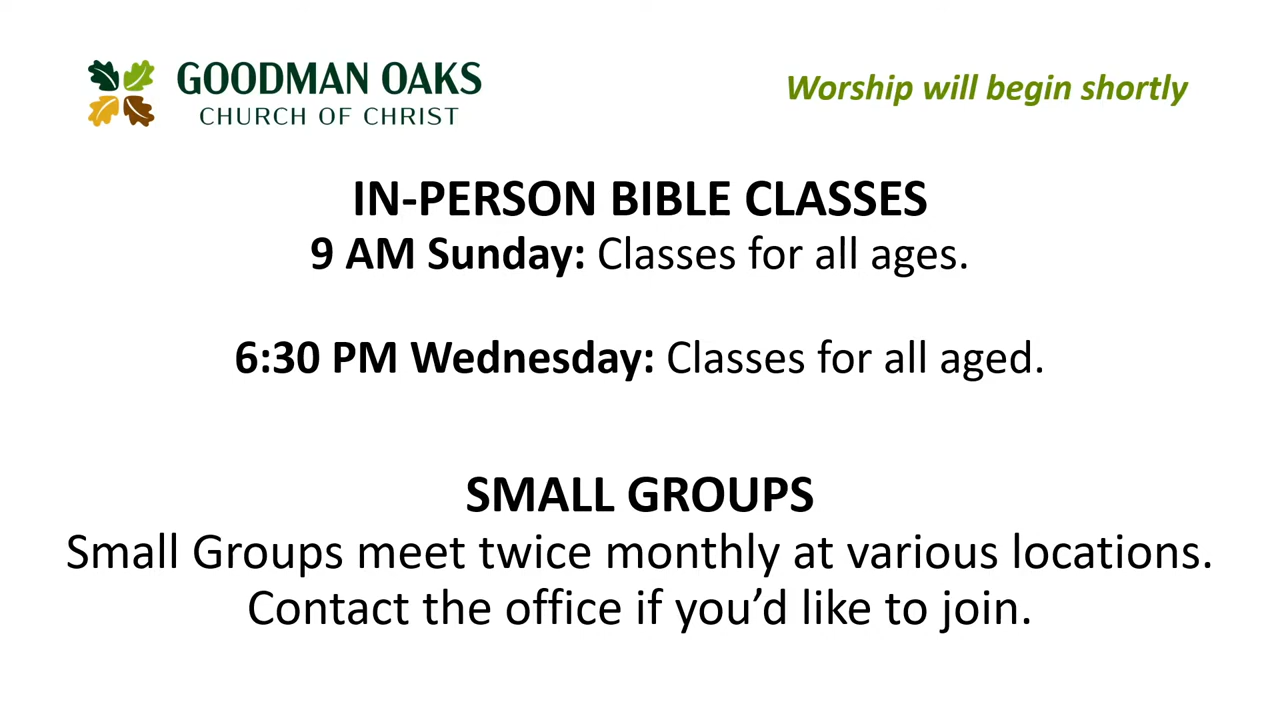 GOODMAN OAKS
CHURCH OF CHRIST
Worship will begin shortly
IN-PERSON BIBLE CLASSES
9 AM Sunday: Classes for all ages.
6:30 PM Wednesday: Classes for all aged.
SMALL GROUPS
Small Groups meet twice monthly at various locations.
Contact the office if you’d like to join.